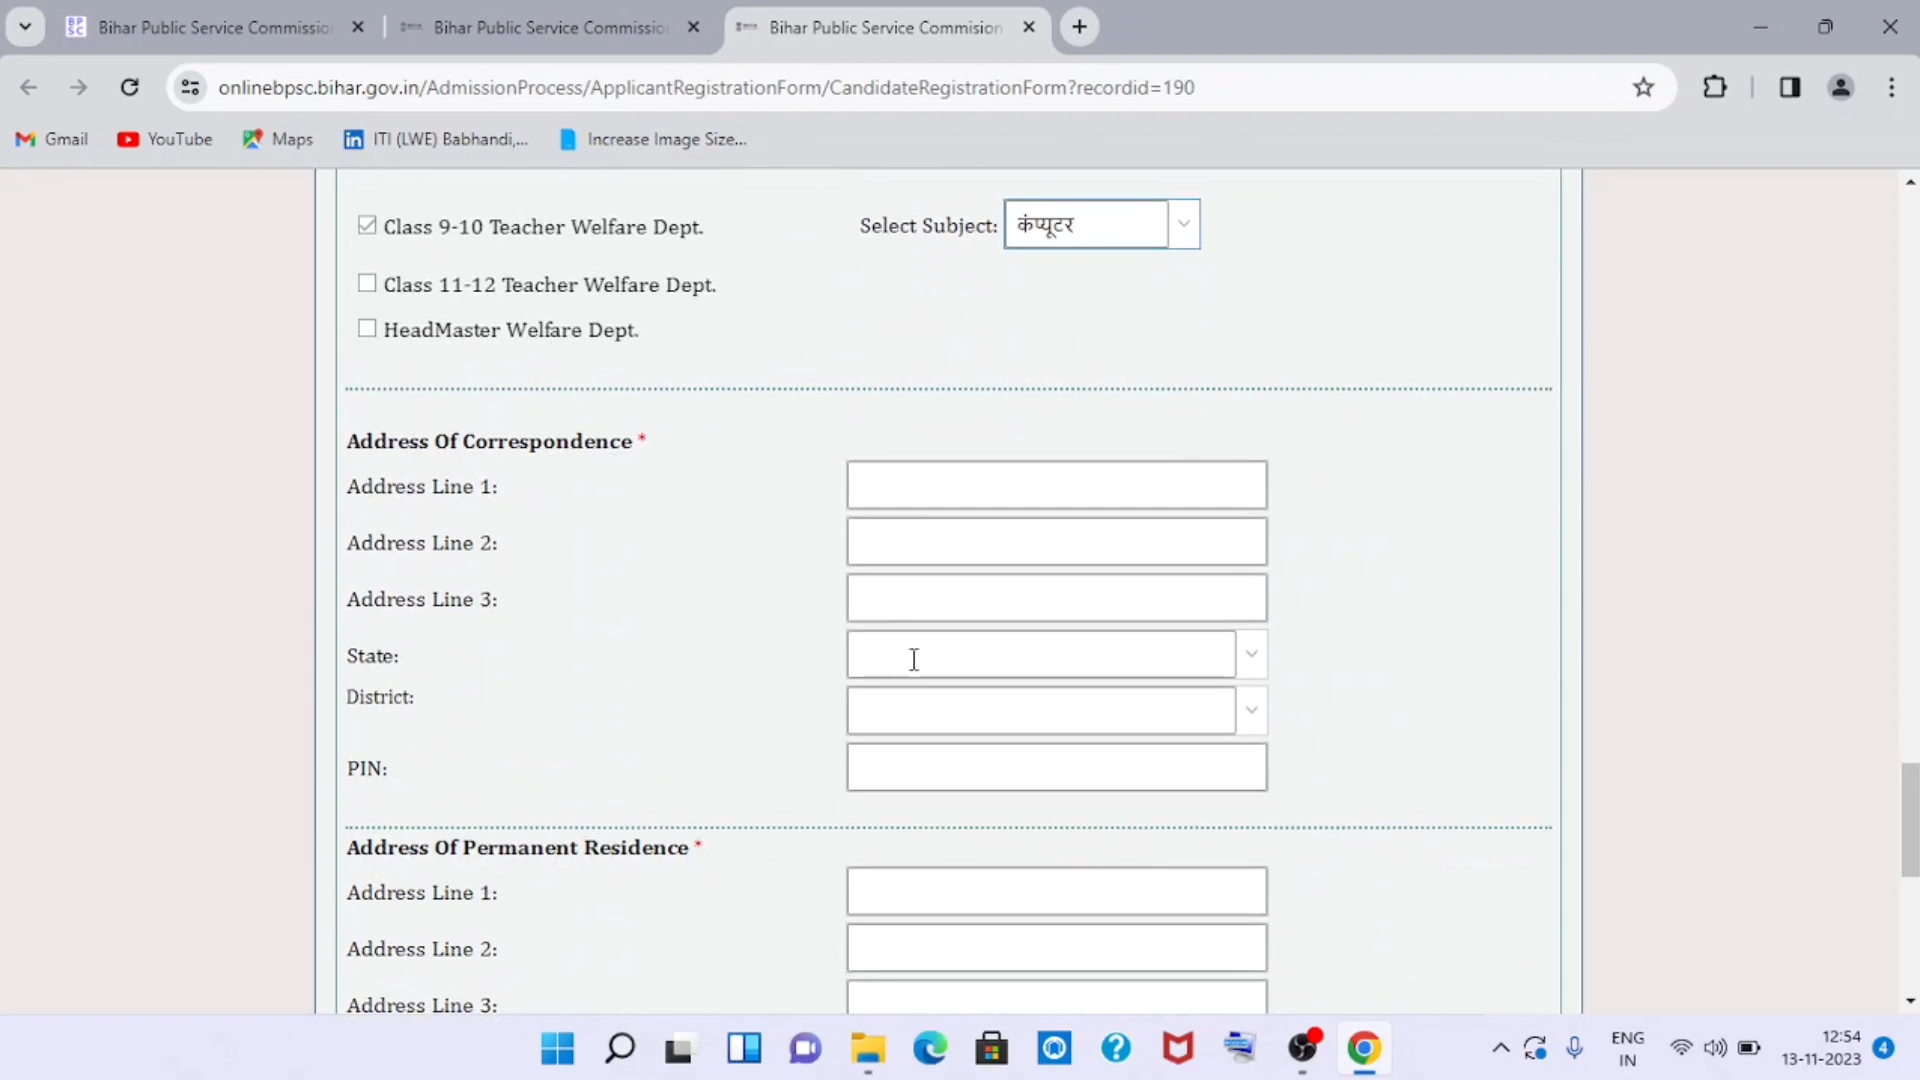 Bihar Public Service Commissio
Bihar Public Service Commissio
Bihar Public Service Commision
onlinebpsc.bihar.gov.in/AdmissionProcess/ApplicantRegistrationForm/CandidateRegistrationForm?recordid=190
Gmail
YouTube
Maps
ITI (LWE) Babhandi,...
Increase Image Size...
Class 9-10 Teacher Welfare Dept.
Select Subject:
कंप्यूटर
Class 11-12 Teacher Welfare Dept.
HeadMaster Welfare Dept.
Address Of Correspondence *
Address Line 1:
Address Line 2:
Address Line 3:
State:
District:
PIN:
Address Of Permanent Residence *
Address Line 1:
Address Line 2:
Address Line 3:
ENG
IN
12:54
13-11-2023
4